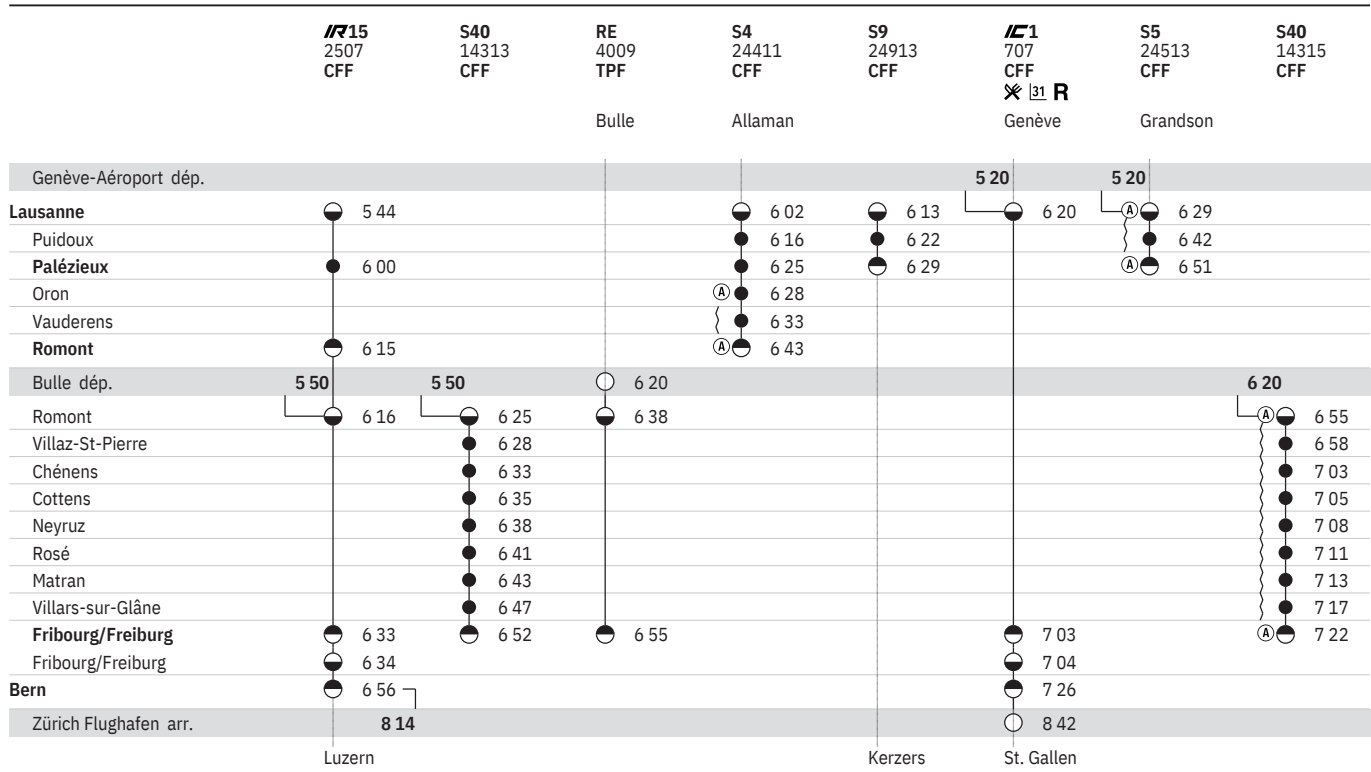 IR15 S40 RE S4 S9 IC1 S5 S40
2507 14313 4009 24411 24913 707 24513 14315
CFF CFF TPF CFF CFF CFF CFF CFF
31 R
Bulle Allaman Genève Grandson
Genève-Aéroport dép. 5 20 5 20
Lausanne 5 44 6 02 6 13 6 20 A 6 29
Puidoux 6 16 6 22 6 42
Palézieux 6 00 6 25 6 29 A 6 51
Oron A 6 28
Vauderens 6 33
Romont 6 15 A 6 43
Bulle dép. 5 50 5 50 6 20 6 20
Romont 6 16 6 25 6 38 A 6 55
Villaz-St-Pierre 6 28 6 58
Chénens 6 33 7 03
Cottens 6 35 7 05
Neyruz 6 38 7 08
Rosé 6 41 7 11
Matran 6 43 7 13
Villars-sur-Glâne 6 47 7 17
Fribourg/Freiburg 6 33 6 52 6 55 7 03 A 7 22
Fribourg/Freiburg 6 34 7 04
Bern 6 56 7 26
Zürich Flughafen arr. 8 14 8 42
Luzern Kerzers St. Gallen